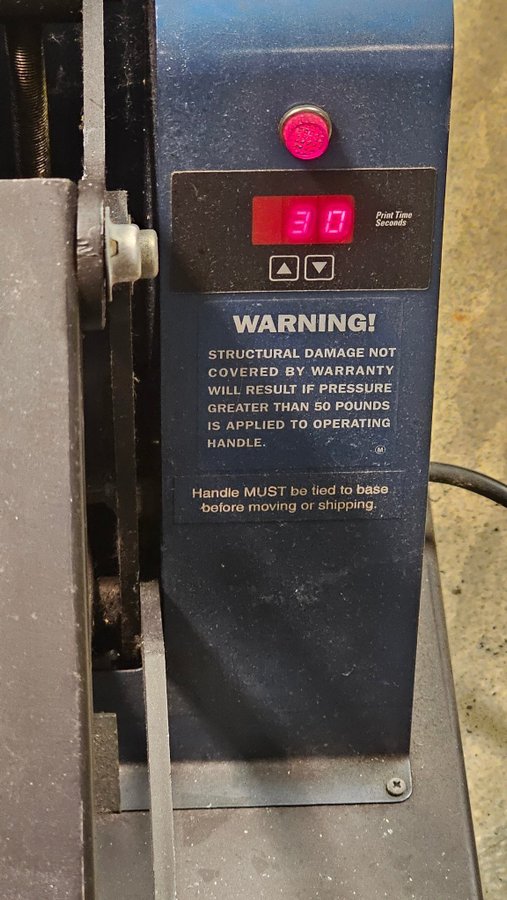 30
Print Time
Seconds
WARNING!
STRUCTURAL DAMAGE NOT
COVERED BY WARRANTY
WILL RESULT IF PRESSURE
GREATER THAN 50 POUNDS
IS APPLIED TO OPERATING
HANDLE.
M
Handle MUST be tied to base
before moving or shipping.